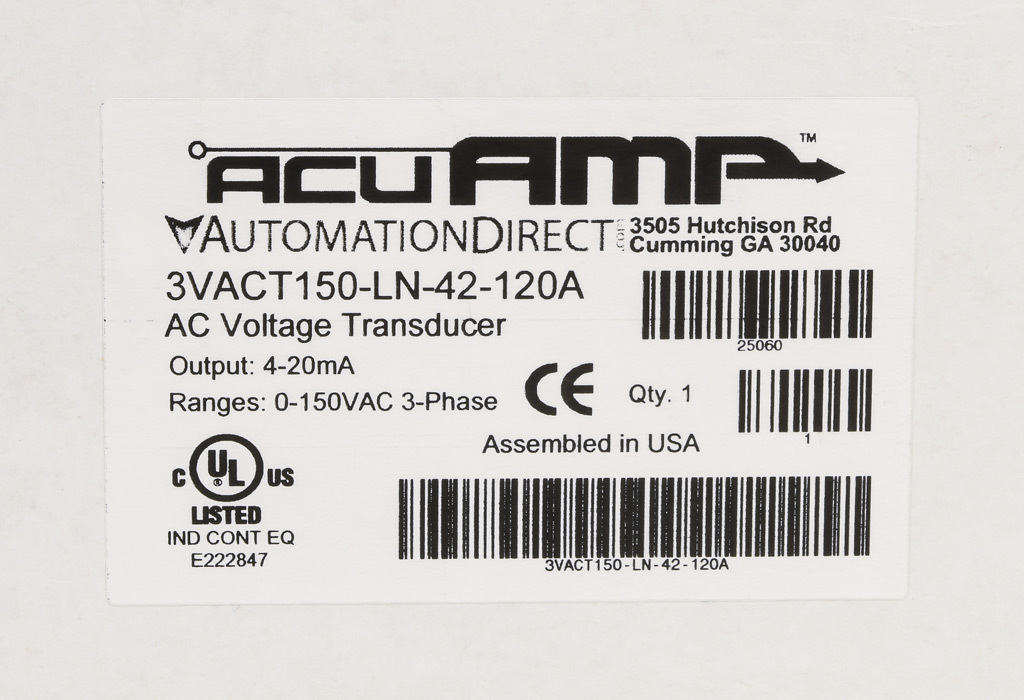 ACUAMP™
AUTOMATIONDIRECT.com
3505 Hutchison Rd
Cumming GA 30040
3VACT150-LN-42-120A
AC Voltage Transducer
25060
Output: 4-20mA
Ranges: 0-150VAC 3-Phase
CE
Qty. 1
1
Assembled in USA
C UL® US
LISTED
IND CONT EQ
E222847
3VACT150-LN-42-120A